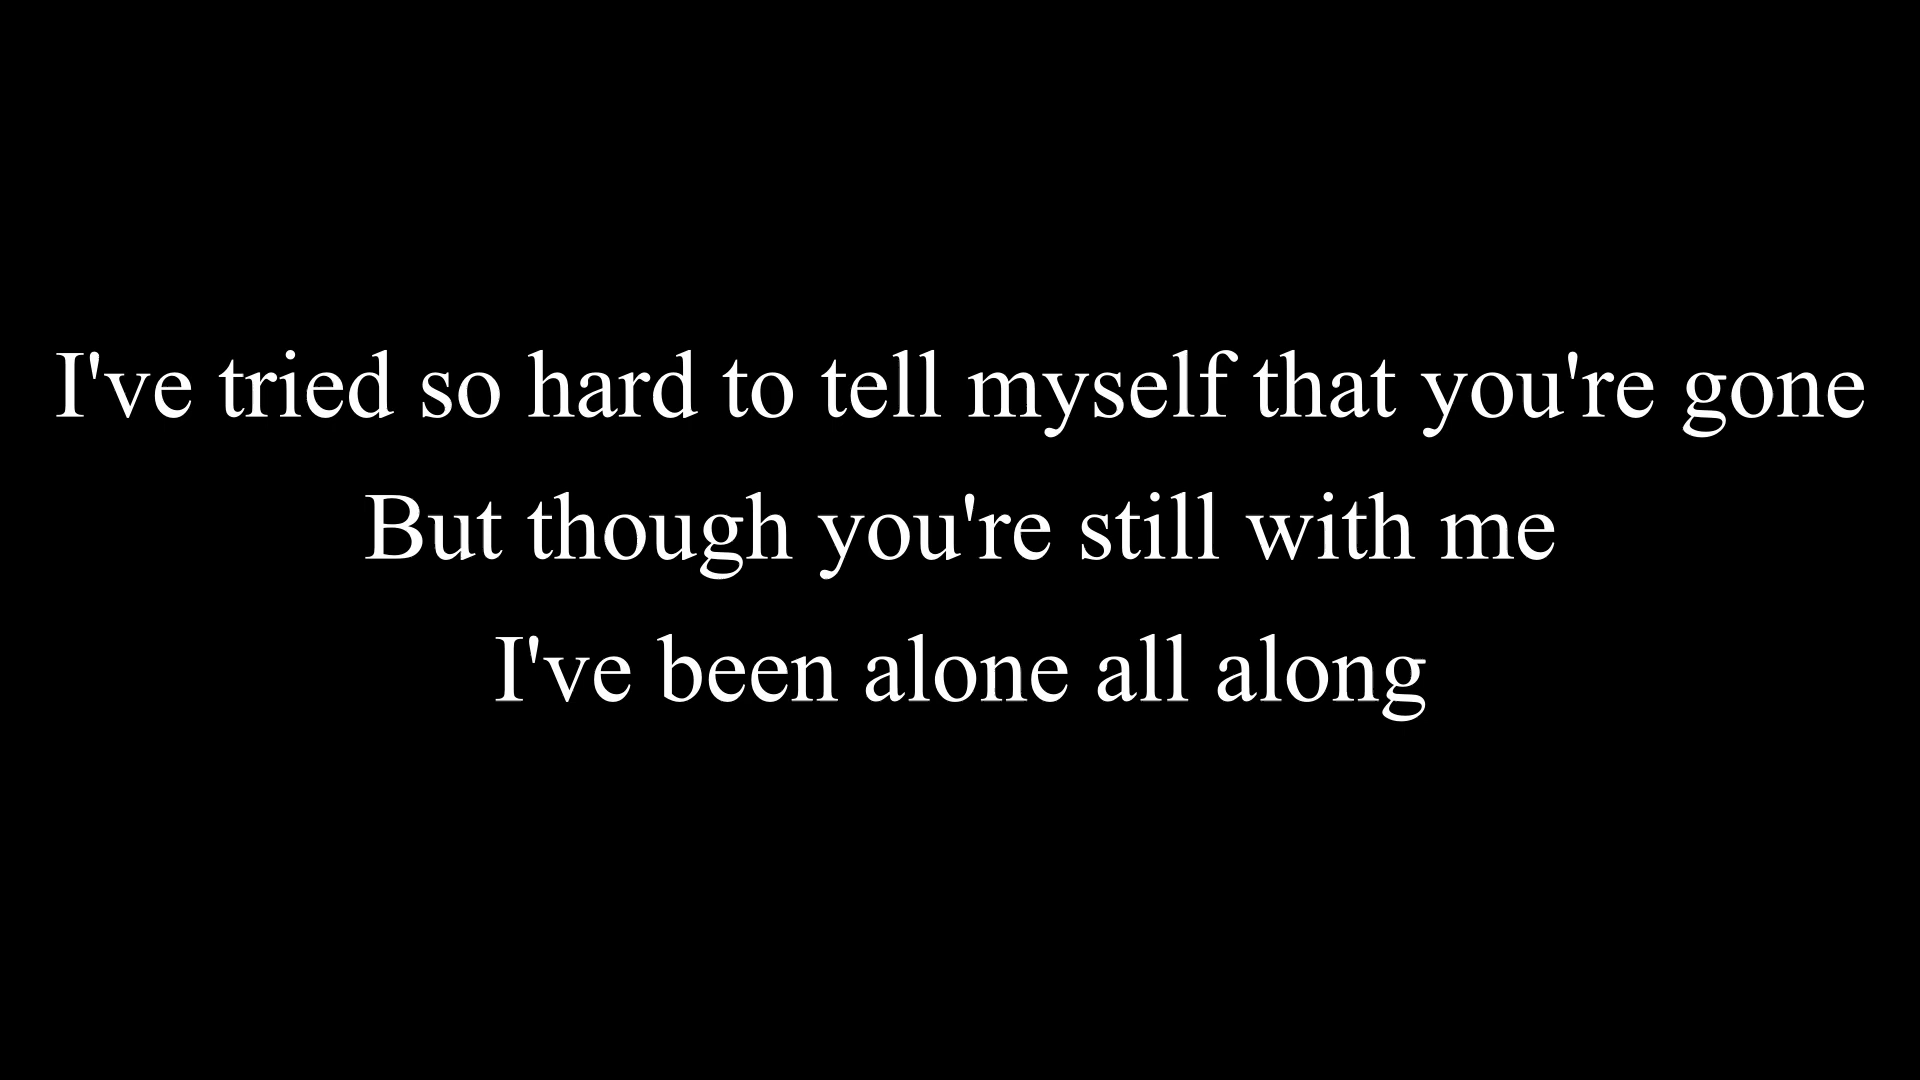 I've tried so hard to tell myself that you're gone
But though you're still with me
I've been alone all along